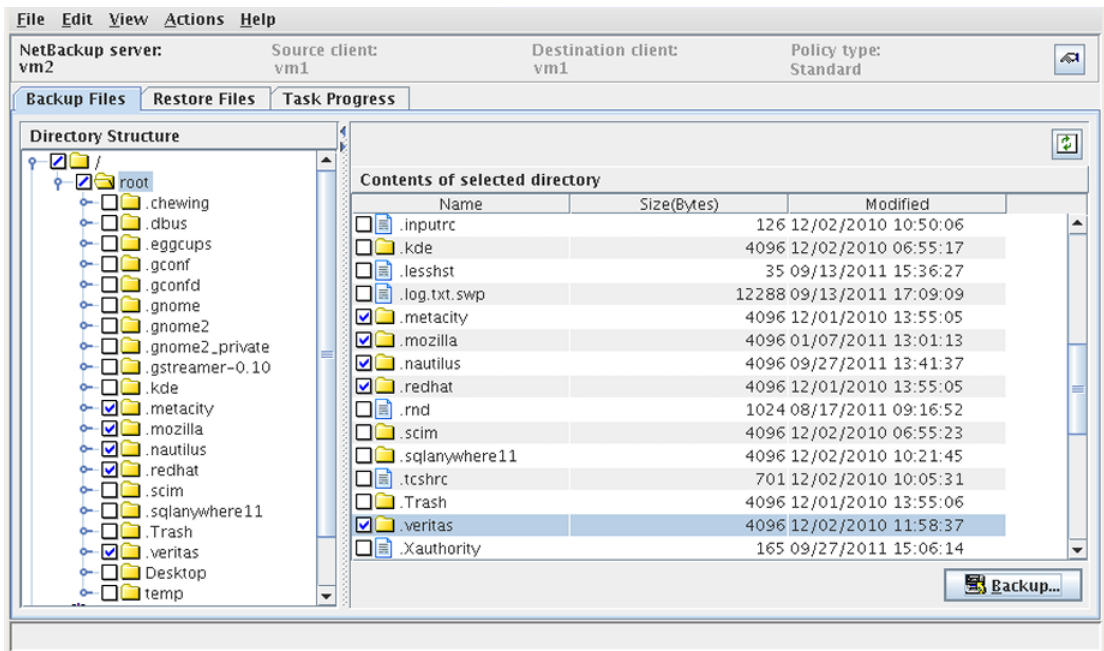 File Edit View Actions Help
NetBackup server: Source client: Destination client: Policy type:
vm2 vm1 vm1 Standard
Backup Files Restore Files Task Progress
Directory Structure
/
root
.chewing
.dbus
.eggcups
.gconf
.gconfd
.gnome
.gnome2
.gnome2_private
.gstreamer-0.10
.kde
.metacity
.mozilla
.nautilus
.redhat
.scim
.sqlanywhere11
.Trash
.veritas
Desktop
temp
Contents of selected directory
Name Size(Bytes) Modified
.inputrc 126 12/02/2010 10:50:06
.kde 4096 12/02/2010 06:55:17
.lesshst 35 09/13/2011 15:36:27
.log.txt.swp 12288 09/13/2011 17:09:09
.metacity 4096 12/01/2010 13:55:05
.mozilla 4096 01/07/2011 13:01:13
.nautilus 4096 09/27/2011 13:41:37
.redhat 4096 12/01/2010 13:55:05
.rnd 1024 08/17/2011 09:16:52
.scim 4096 12/02/2010 06:55:23
.sqlanywhere11 4096 12/02/2010 10:21:45
.tcshrc 701 12/02/2010 10:05:31
.Trash 4096 12/01/2010 13:55:06
.veritas 4096 12/02/2010 11:58:37
.Xauthority 165 09/27/2011 15:06:14
Backup...